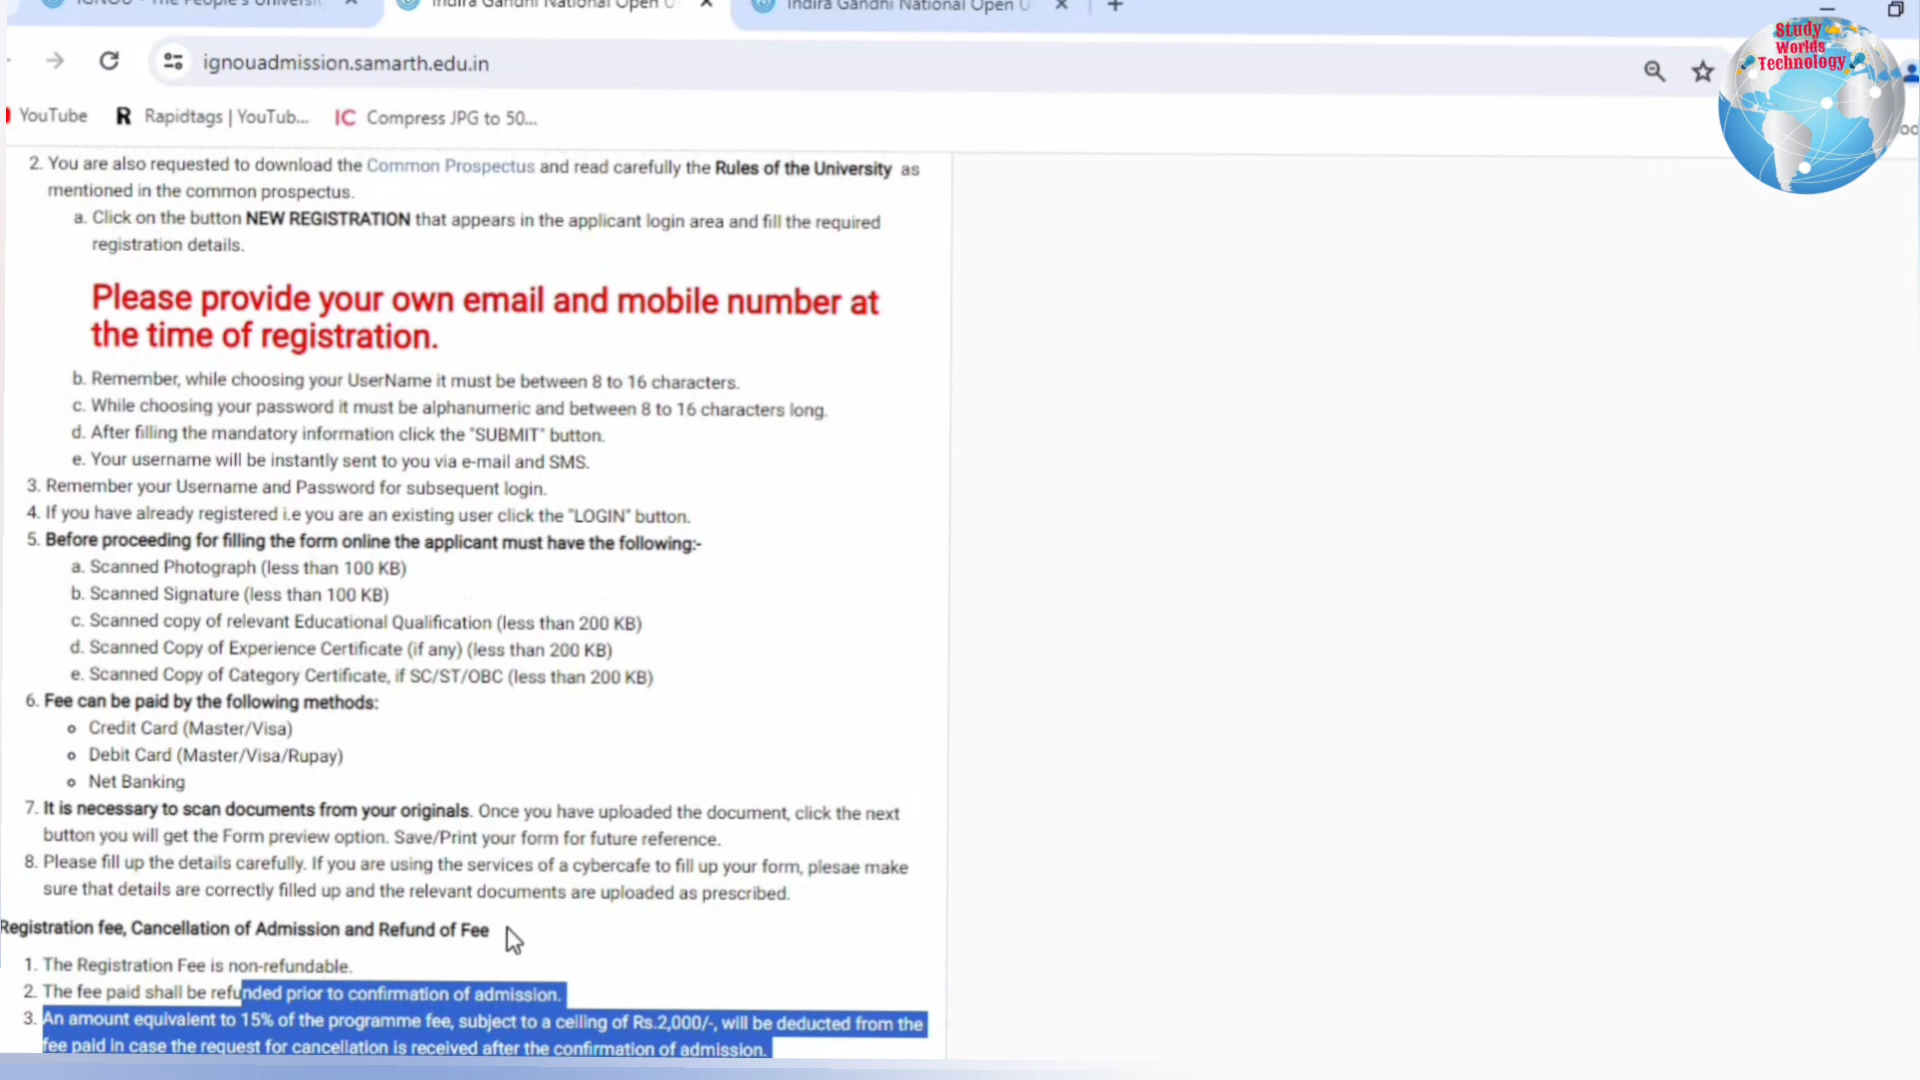 Indira Gandhi National Open U
Indira Gandhi National Open U
ignouadmission.samarth.edu.in
YouTube
R Rapidtags | YouTub...
IC Compress JPG to 50...
Study
Worlds
Technology
2. You are also requested to download the Common Prospectus and read carefully the Rules of the University as
mentioned in the common prospectus.
a. Click on the button NEW REGISTRATION that appears in the applicant login area and fill the required
registration details.
Please provide your own email and mobile number at
the time of registration.
b. Remember, while choosing your UserName it must be between 8 to 16 characters.
c. While choosing your password it must be alphanumeric and between 8 to 16 characters long.
d. After filling the mandatory information click the "SUBMIT" button.
e. Your username will be instantly sent to you via e-mail and SMS.
3. Remember your Username and Password for subsequent login.
4. If you have already registered i.e you are an existing user click the "LOGIN" button.
5. Before proceeding for filling the form online the applicant must have the following:-
a. Scanned Photograph (less than 100 KB)
b. Scanned Signature (less than 100 KB)
c. Scanned copy of relevant Educational Qualification (less than 200 KB)
d. Scanned Copy of Experience Certificate (if any) (less than 200 KB)
e. Scanned Copy of Category Certificate, if SC/ST/OBC (less than 200 KB)
6. Fee can be paid by the following methods:
Credit Card (Master/Visa)
Debit Card (Master/Visa/Rupay)
Net Banking
7. It is necessary to scan documents from your originals. Once you have uploaded the document, click the next
button you will get the Form preview option. Save/Print your form for future reference.
8. Please fill up the details carefully. If you are using the services of a cybercafe to fill up your form, plesae make
sure that details are correctly filled up and the relevant documents are uploaded as prescribed.
Registration fee, Cancellation of Admission and Refund of Fee
1. The Registration Fee is non-refundable.
2. The fee paid shall be refunded prior to confirmation of admission.
3. An amount equivalent to 15% of the programme fee, subject to a ceiling of Rs.2,000/-, will be deducted from the
fee paid in case the request for cancellation is received after the confirmation of admission.